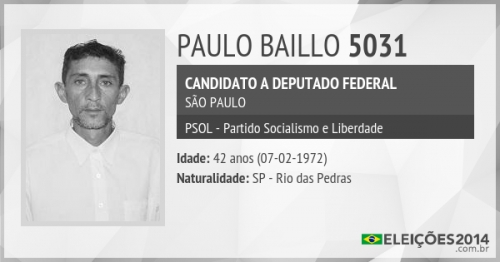 PAULO BAILLO 5031
CANDIDATO A DEPUTADO FEDERAL
SÃO PAULO
PSOL - Partido Socialismo e Liberdade
Idade: 42 anos (07-02-1972)
Naturalidade: SP - Rio das Pedras
ELEIÇÕES2014
.com.br